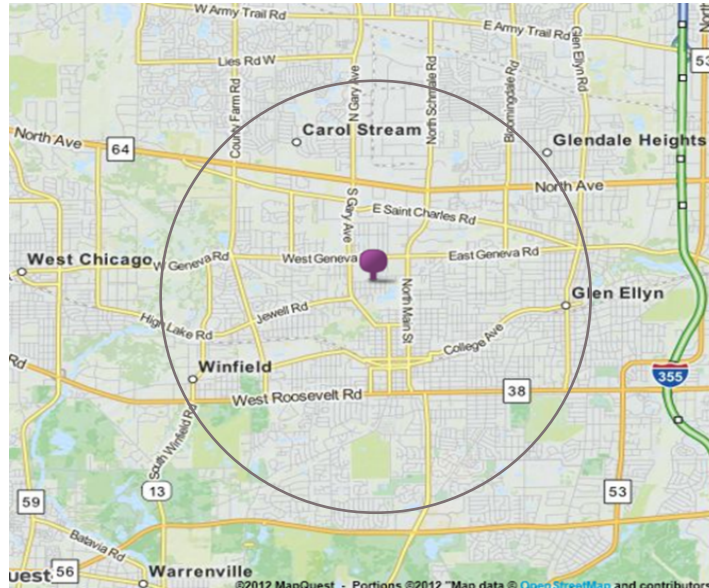 W Army Trail Rd
E Army Trail Rd
Lies Rd W
County Farm Rd
N Gary Ave
North Schmale Rd
Bloomingdale Rd
Glen Ellyn Rd
North
53
North Ave
64
Carol Stream
Glendale Heights
North Ave
S Gary Ave
E Saint Charles Rd
West Chicago
W Geneva Rd
West Geneva
East Geneva Rd
North Main St
Glen Ellyn
High Lake Rd
Jewell Rd
College Ave
Rd
Winfield
West Roosevelt Rd
38
355
South Winfield Rd
13
59
53
Batavia Rd
uest
56
Warrenville
©2012 MapQuest - Portions ©2012 "Map data © OpenStreetMap and contributors